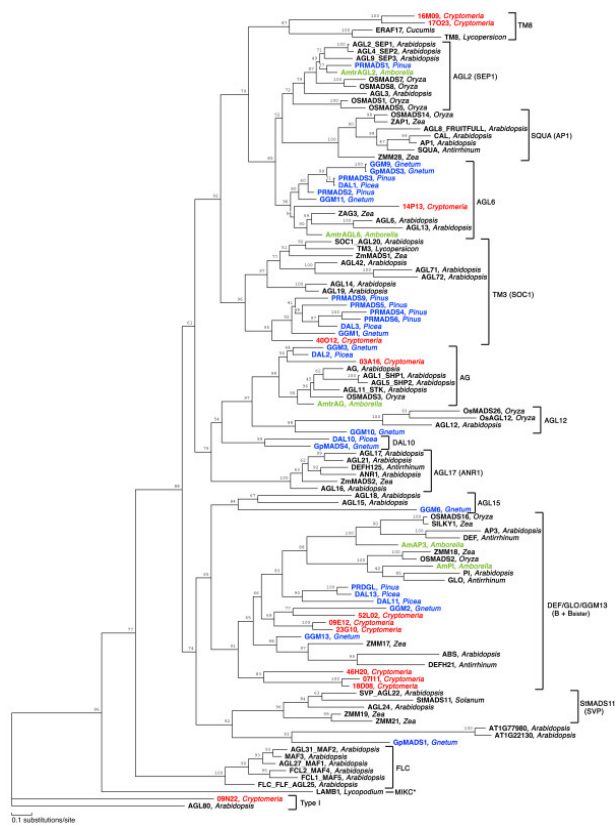 16M09, Cryptomeria
17O23, Cryptomeria
ERAF17, Cucumis
TM8, Lycopersicon
TM8
AGL2_SEP1, Arabidopsis
AGL4_SEP2, Arabidopsis
AGL9_SEP3, Arabidopsis
PRMADS1, Pinus
AmtrAGL2, Amborella
OSMADS7, Oryza
OSMADS8, Oryza
AGL3, Arabidopsis
OSMADS1, Oryza
OSMADS5, Oryza
AGL2 (SEP1)
OSMADS14, Oryza
ZAP1, Zea
AGL8_FRUITFULL, Arabidopsis
CAL, Arabidopsis
AP1, Arabidopsis
SQUA, Antirrhinum
ZMM28, Zea
SQUA (AP1)
GGM9, Gnetum
GpMADS3, Gnetum
PRMADS3, Pinus
DAL1, Picea
PRMADS2, Pinus
GGM11, Gnetum
14P13, Cryptomeria
ZAG3, Zea
AGL6, Arabidopsis
AGL13, Arabidopsis
AmtrAGL6, Amborella
AGL6
SOC1_AGL20, Arabidopsis
TM3, Lycopersicon
ZmMADS1, Zea
AGL42, Arabidopsis
AGL71, Arabidopsis
AGL72, Arabidopsis
AGL14, Arabidopsis
AGL19, Arabidopsis
PRMADS9, Pinus
PRMADS5, Pinus
PRMADS4, Pinus
PRMADS6, Pinus
DAL3, Picea
GGM1, Gnetum
40O12, Cryptomeria
TM3 (SOC1)
GGM3, Gnetum
DAL2, Picea
03A16, Cryptomeria
AG, Arabidopsis
AGL1_SHP1, Arabidopsis
AGL5_SHP2, Arabidopsis
AGL11_STK, Arabidopsis
OSMADS3, Oryza
AmtrAG, Amborella
AG
OsMADS26, Oryza
OsAGL12, Oryza
AGL12, Arabidopsis
GGM10, Gnetum
AGL12
DAL10, Picea
GpMADS4, Gnetum
DAL10
AGL17, Arabidopsis
AGL21, Arabidopsis
DEFH125, Antirrhinum
ANR1, Arabidopsis
ZmMADS2, Zea
AGL16, Arabidopsis
AGL17 (ANR1)
AGL18, Arabidopsis
AGL15, Arabidopsis
GGM6, Gnetum
AGL15
OSMADS16, Oryza
SILKY1, Zea
AP3, Arabidopsis
DEF, Antirrhinum
AmAP3, Amborella
ZMM18, Zea
OSMADS2, Oryza
AmPI, Amborella
PI, Arabidopsis
GLO, Antirrhinum
PRDGL, Pinus
DAL13, Picea
DAL11, Picea
GGM2, Gnetum
52L02, Cryptomeria
09E12, Cryptomeria
23G10, Cryptomeria
GGM13, Gnetum
ZMM17, Zea
ABS, Arabidopsis
DEFH21, Antirrhinum
46H20, Cryptomeria
07I11, Cryptomeria
18D08, Cryptomeria
DEF/GLO/GGM13
(B + Bsister)
SVP_AGL22, Arabidopsis
StMADS11, Solanum
AGL24, Arabidopsis
ZMM19, Zea
ZMM21, Zea
StMADS11
(SVP)
AT1G77980, Arabidopsis
AT1G22130, Arabidopsis
GpMADS1, Gnetum
AGL31_MAF2, Arabidopsis
MAF3, Arabidopsis
AGL27_MAF1, Arabidopsis
FCL2_MAF4, Arabidopsis
FCL1_MAF5, Arabidopsis
FLC_FLF_AGL25, Arabidopsis
FLC
LAMB1, Lycopodium
MIKC*
09N22, Cryptomeria
AGL80, Arabidopsis
Type I
0.1 substitutions/site